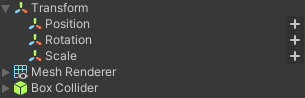 Transform
Position
Rotation
Scale
Mesh Renderer
Box Collider